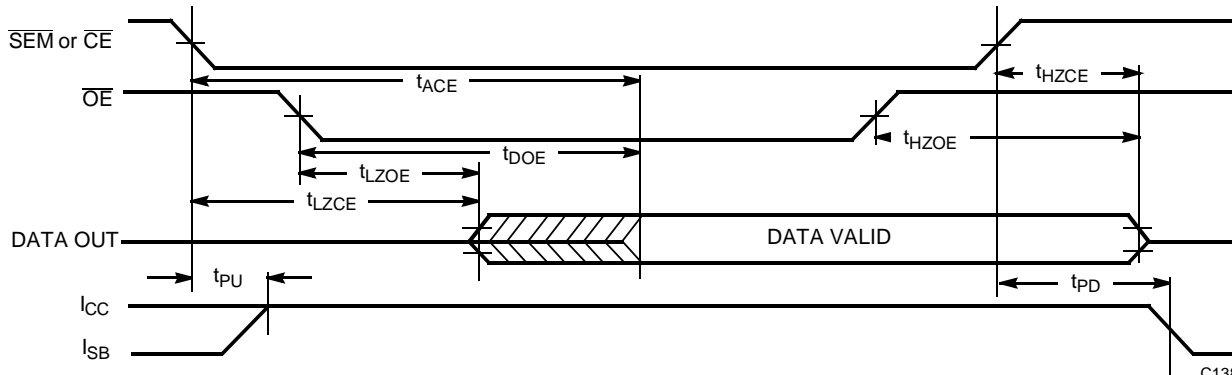 SEM or CE
tACE
tHZCE
OE
tHZOE
tDOE
tLZOE
tLZCE
DATA OUT
DATA VALID
tPU
tPD
ICC
ISB